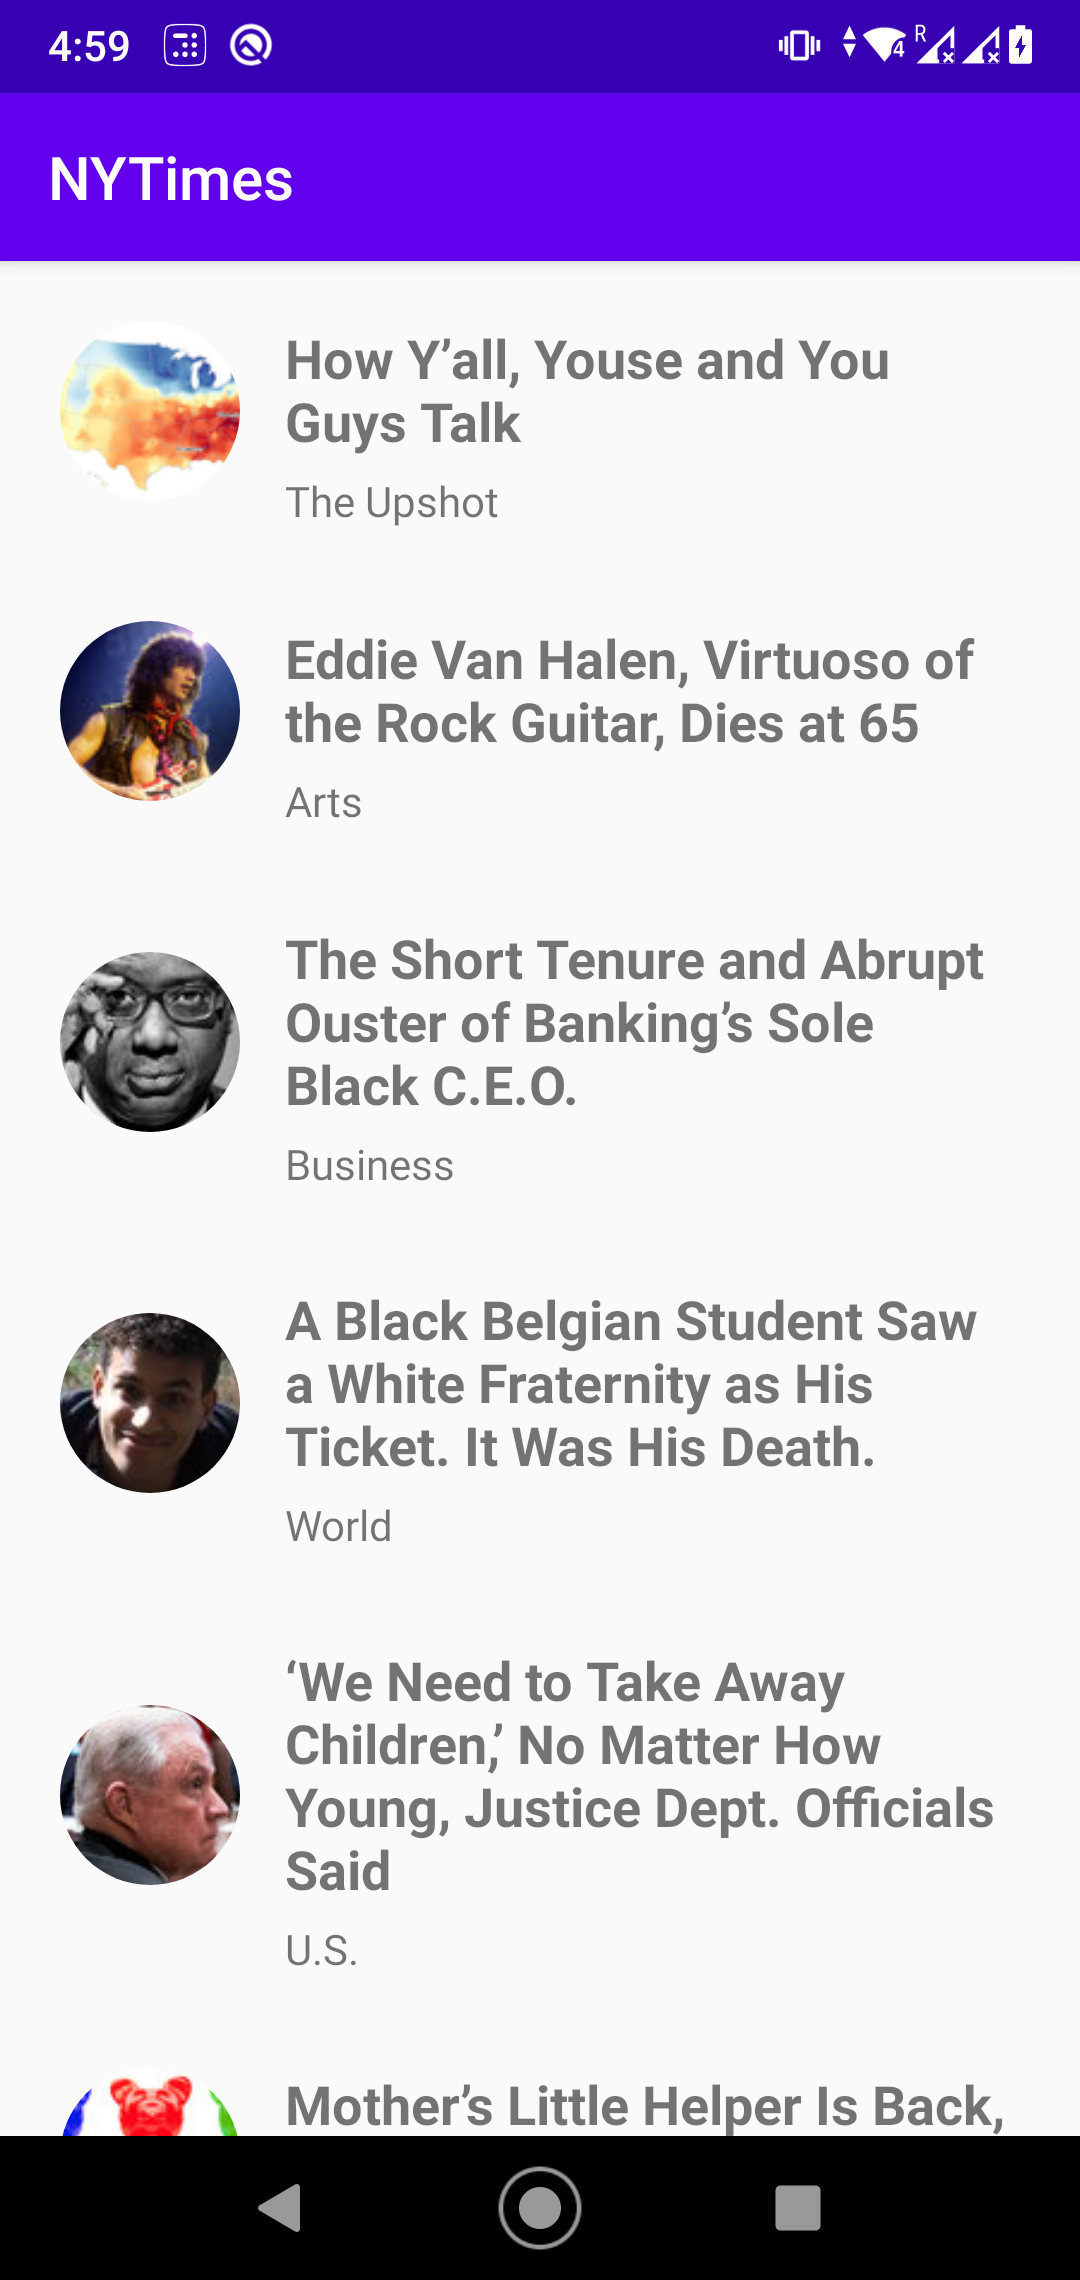 4:59
R
4
NYTimes
How Y’all, Youse and You
Guys Talk
The Upshot
Eddie Van Halen, Virtuoso of
the Rock Guitar, Dies at 65
Arts
The Short Tenure and Abrupt
Ouster of Banking’s Sole
Black C.E.O.
Business
A Black Belgian Student Saw
a White Fraternity as His
Ticket. It Was His Death.
World
‘We Need to Take Away
Children,’ No Matter How
Young, Justice Dept. Officials
Said
U.S.
Mother’s Little Helper Is Back,